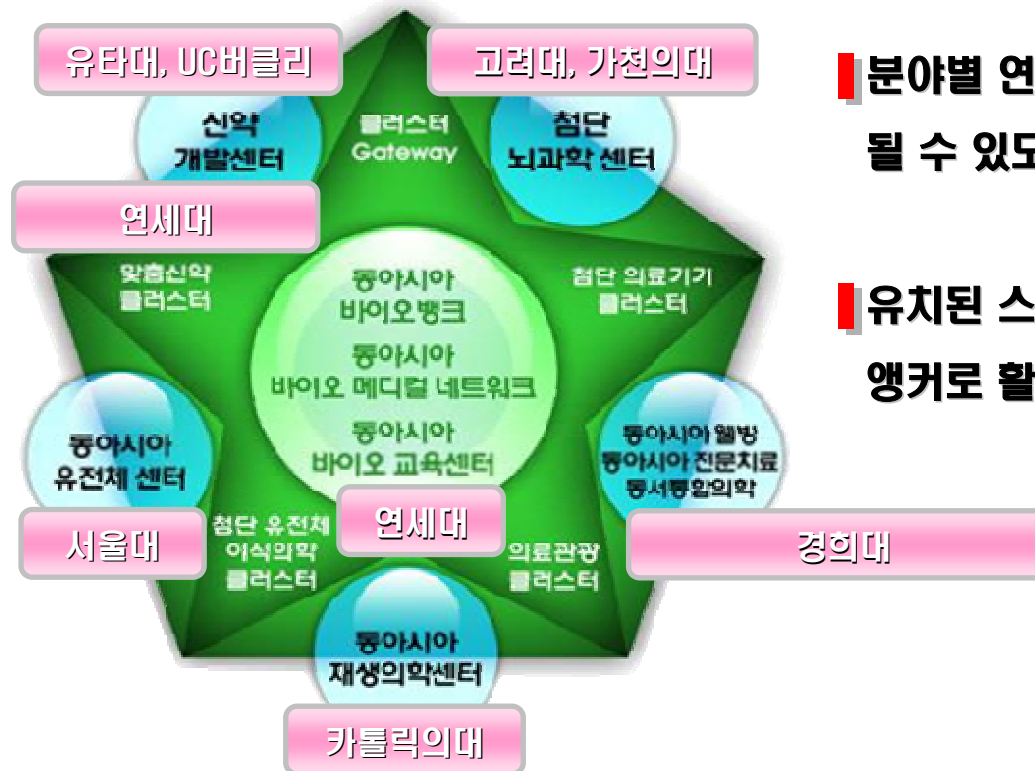 유타대, UC버클리
고려대, 가천의대
신약
개발센터
클러스터
Gateway
첨단
뇌과학 센터
연세대
맞춤신약
클러스터
첨단 의료기기
클러스터
동아시아
바이오뱅크
동아시아
바이오 메디컬 네트워크
동아시아
바이오 교육센터
동아시아
유전체 센터
동아시아 웰빙
동아시아 전문치료
동서통합의학
서울대
첨단 유전체
이식의학
클러스터
연세대
의료관광
클러스터
경희대
동아시아
재생의학센터
카톨릭의대
분야별 연
될 수 있도
유치된 스
앵커로 활